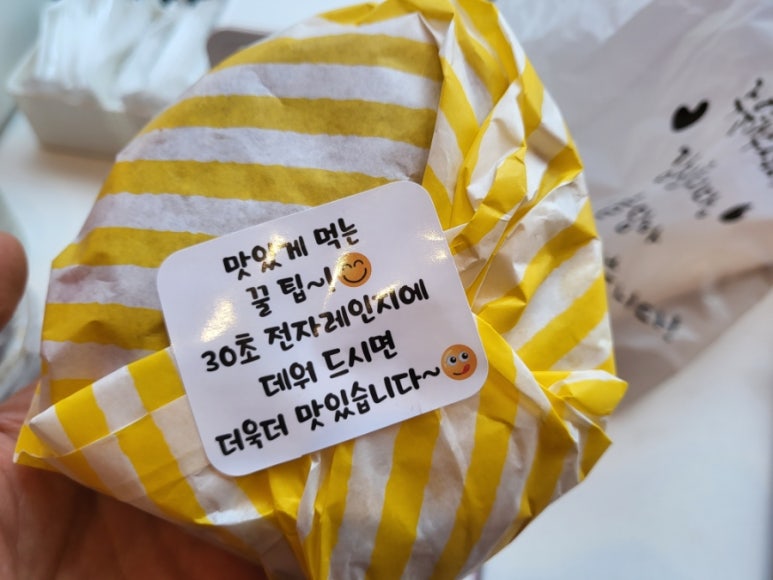 맛있게 먹는
꿀 팁~!
30초 전자레인지에
데워 드시면
더욱더 맛있습니다~